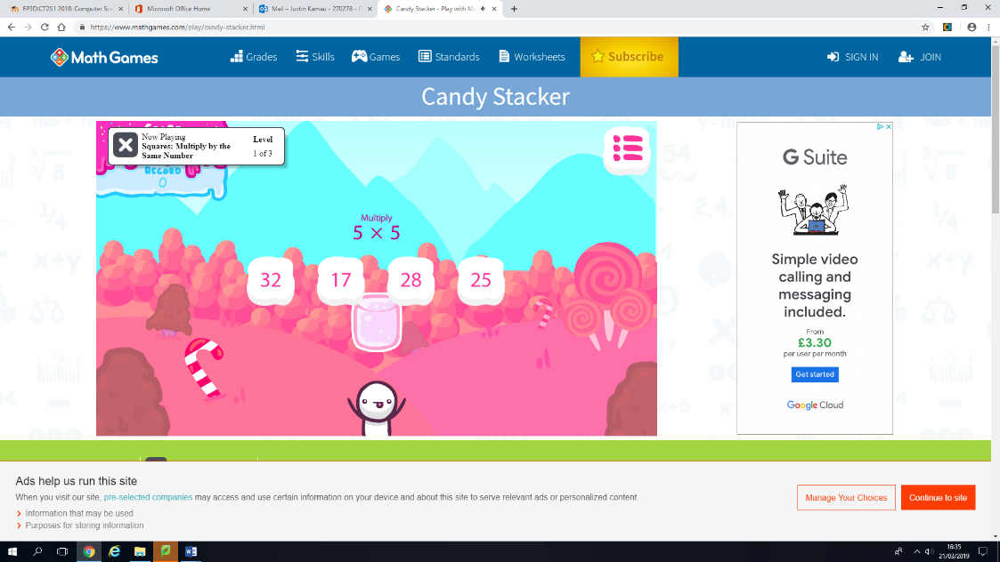 FP3DICT2S1 2018: Computer Scie
Microsoft Office Home
Mail – Justin Kamau - 270278 - O
Candy Stacker - Play with M
https://www.mathgames.com/play/candy-stacker.html
Math Games
Grades
Skills
Games
Standards
Worksheets
Subscribe
SIGN IN
JOIN
Candy Stacker
Now Playing
Squares: Multiply by the
Same Number
Level
1 of 3
RECORD
0
Multiply
5 × 5
32
17
28
25
G Suite
Simple video
calling and
messaging
included.
From
£3.30
per user per month
Get started
Google Cloud
Ads help us run this site
When you visit our site, pre-selected companies may access and use certain information on your device and about this site to serve relevant ads or personalized content
Information that may be used
Purposes for storing information
Manage Your Choices
Continue to site
16:35
21/03/2019